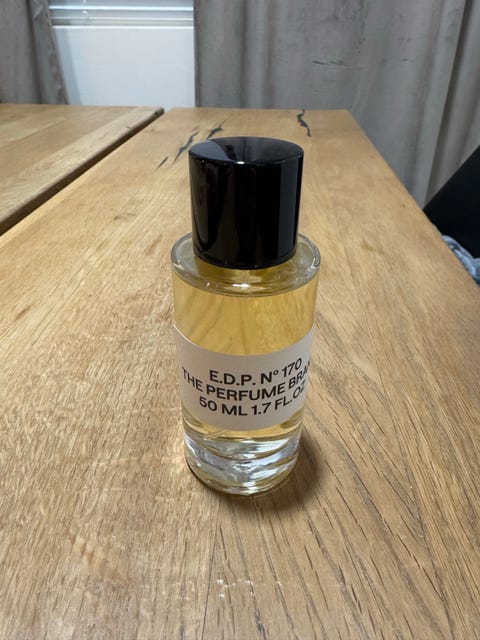 E.D.P. N° 170
THE PERFUME
50 ML 1.7 FL.OZ